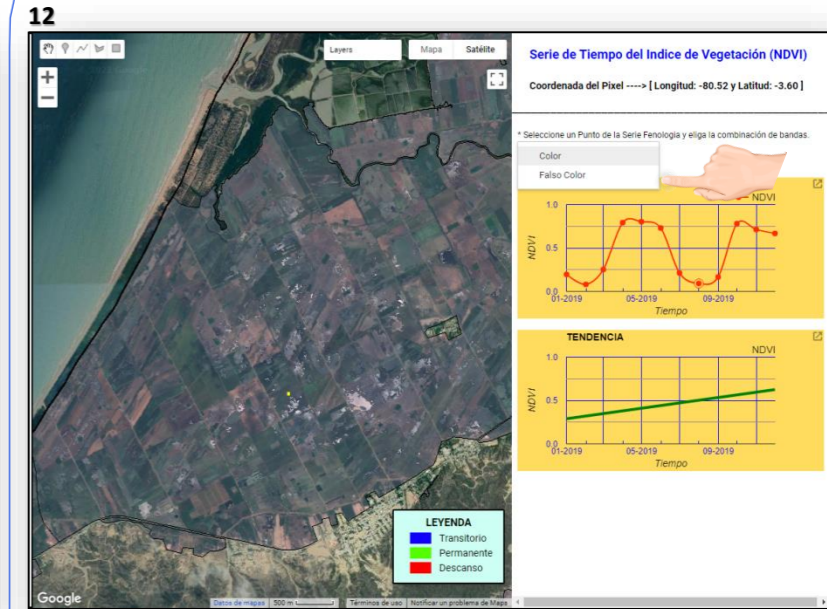 12
Layers
Mapa
Satélite
LEYENDA
Transitorio
Permanente
Descanso
Google
Datos de mapas
500 m
Términos de uso
Notificar un problema de Maps
Serie de Tiempo del Indice de Vegetación (NDVI)
Coordenada del Pixel ----> [ Longitud: -80.52 y Latitud: -3.60 ]
* Seleccione un Punto de la Serie Fenologia y eliga la combinación de bandas.
Color
Falso Color
NDVI
1.0
0.5
0.0
NDVI
01-2019 05-2019 09-2019
Tiempo
TENDENCIA
NDVI
1.0
0.5
0.0
NDVI
01-2019 05-2019 09-2019
Tiempo